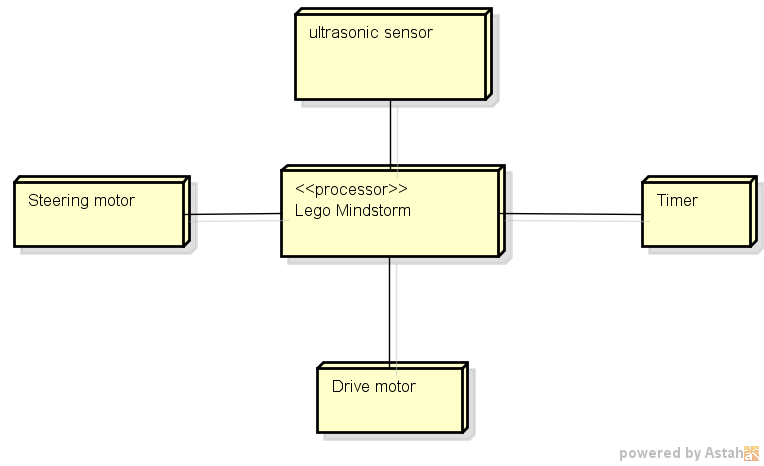 ultrasonic sensor
<<processor>>
Lego Mindstorm
Steering motor
Timer
Drive motor
powered by Astah